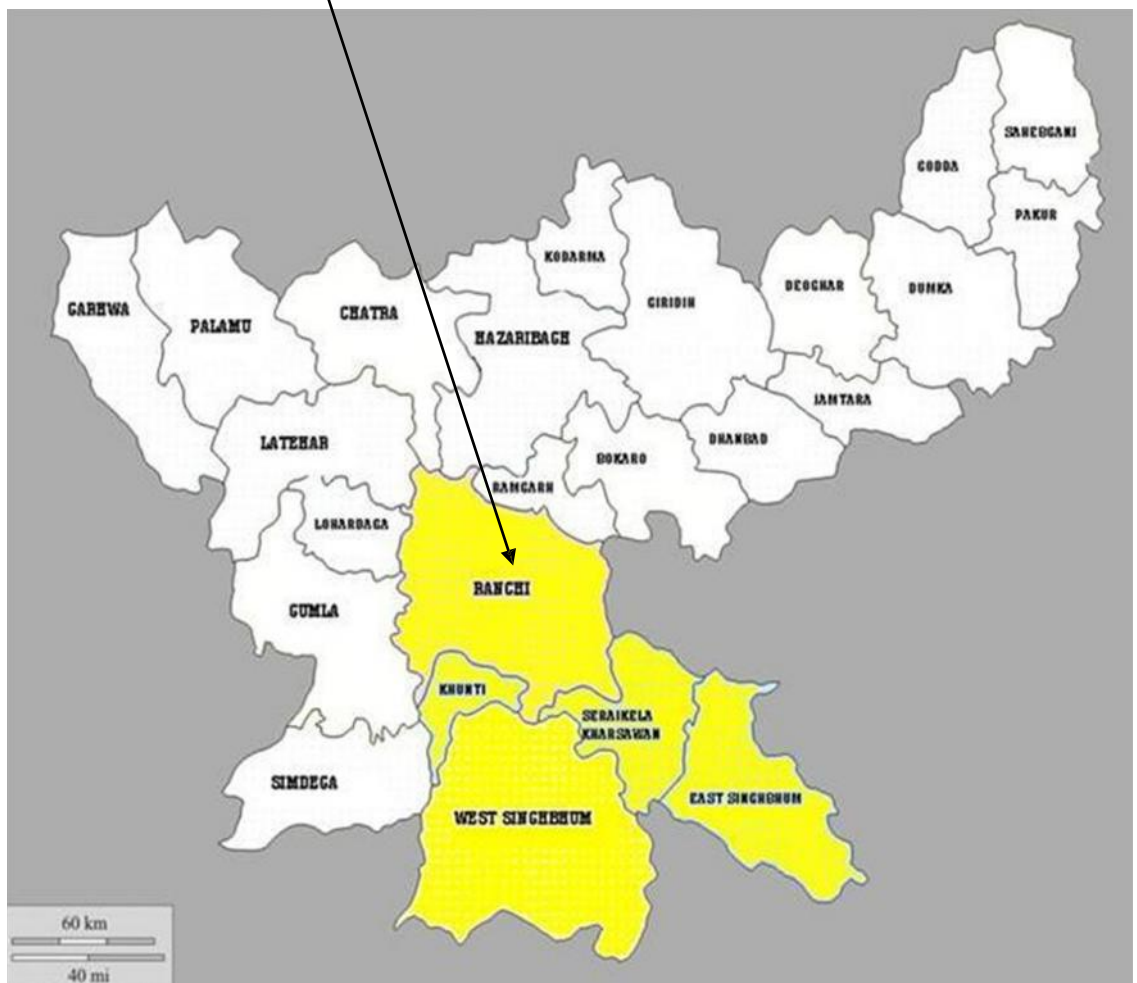 SAHEBGANJ
GODDA
PAKUR
KODARMA
DEOGHAR
DUMKA
GIRIDIH
GARHWA
CHATRA
PALAMU
HAZARIBAGH
JAMTARA
LATEHAR
DHANBAD
BOKARO
RAMGARH
LOHARDAGA
RANCHI
GUMLA
KHUNTI
SERAIKELA
KHARSAWAN
SIMDEGA
EAST SINGHBHUM
WEST SINGHBHUM
60 km
40 mi